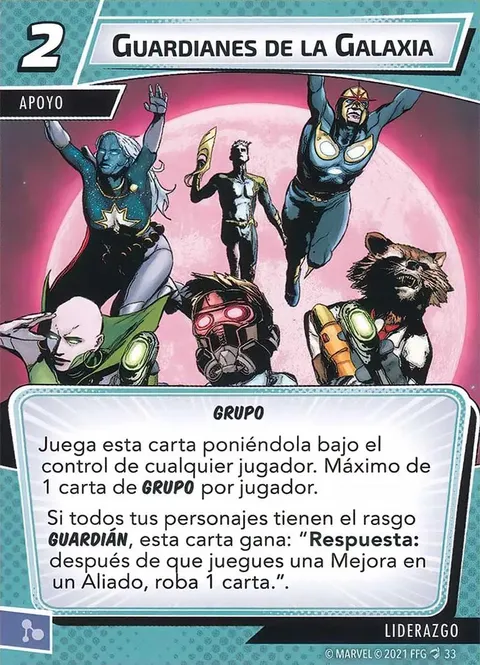 2
GUARDIANES DE LA GALAXIA
APOYO
GRUPO
Juega esta carta poniéndola bajo el
control de cualquier jugador. Máximo de
1 carta de GRUPO por jugador.
Si todos tus personajes tienen el rasgo
GUARDIÁN, esta carta gana: “Respuesta:
después de que juegues una Mejora en
un Aliado, roba 1 carta.”.
LIDERAZGO
© MARVEL © 2021 FFG 33